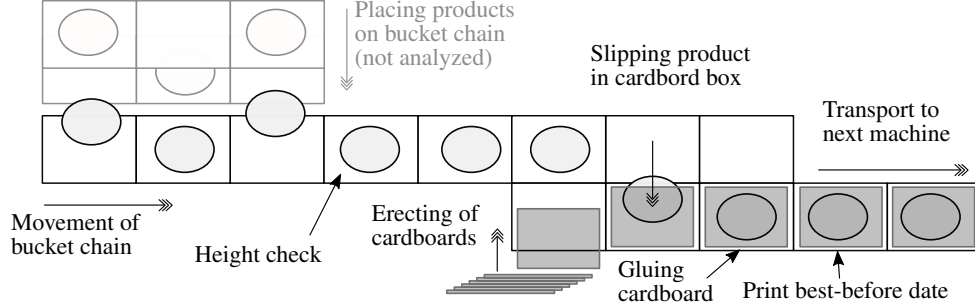 Placing products
on bucket chain
(not analyzed)
Slipping product
in cardbord box
Transport to
next machine
Movement of
bucket chain
Height check
Erecting of
cardboards
Gluing
cardboard
Print best-before date